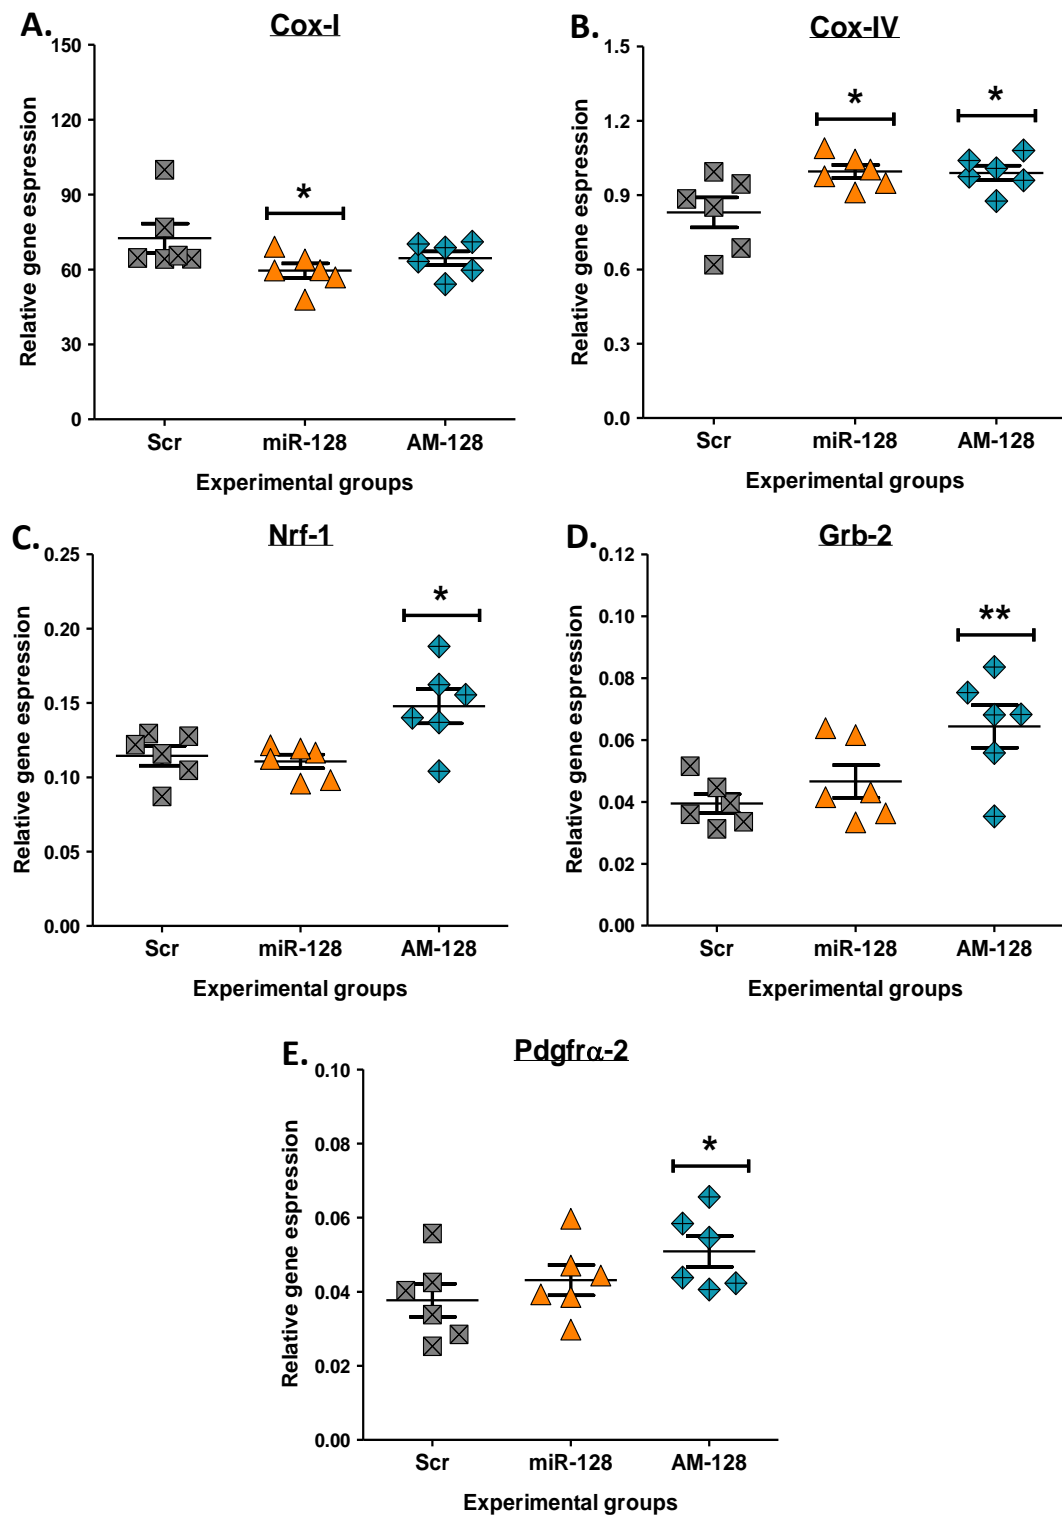 A. Cox-I
150
120
90
60
30
0
Relative gene espression
*
Scr miR-128 AM-128
Experimental groups
B. Cox-IV
1.5
1.2
0.9
0.6
0.3
0.0
Relative gene espression
* *
Scr miR-128 AM-128
Experimental groups
C. Nrf-1
0.25
0.20
0.15
0.10
0.05
0.00
Relative gene espression
*
Scr miR-128 AM-128
Experimental groups
D. Grb-2
0.12
0.10
0.08
0.06
0.04
0.02
0.00
Relative gene espression
**
Scr miR-128 AM-128
Experimental groups
E. Pdgfrα-2
0.10
0.08
0.06
0.04
0.02
0.00
Relative gene espression
*
Scr miR-128 AM-128
Experimental groups